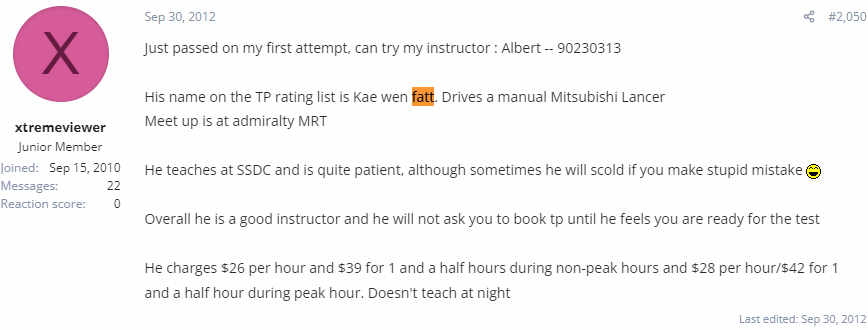 Sep 30, 2012
#2,050
X
xtremeviewer
Junior Member
Joined: Sep 15, 2010
Messages: 22
Reaction score: 0
Just passed on my first attempt, can try my instructor : Albert -- 90230313
His name on the TP rating list is Kae wen fatt. Drives a manual Mitsubishi Lancer
Meet up is at admiralty MRT
He teaches at SSDC and is quite patient, although sometimes he will scold if you make stupid mistake
Overall he is a good instructor and he will not ask you to book tp until he feels you are ready for the test
He charges $26 per hour and $39 for 1 and a half hours during non-peak hours and $28 per hour/$42 for 1
and a half hour during peak hour. Doesn't teach at night
Last edited: Sep 30, 2012